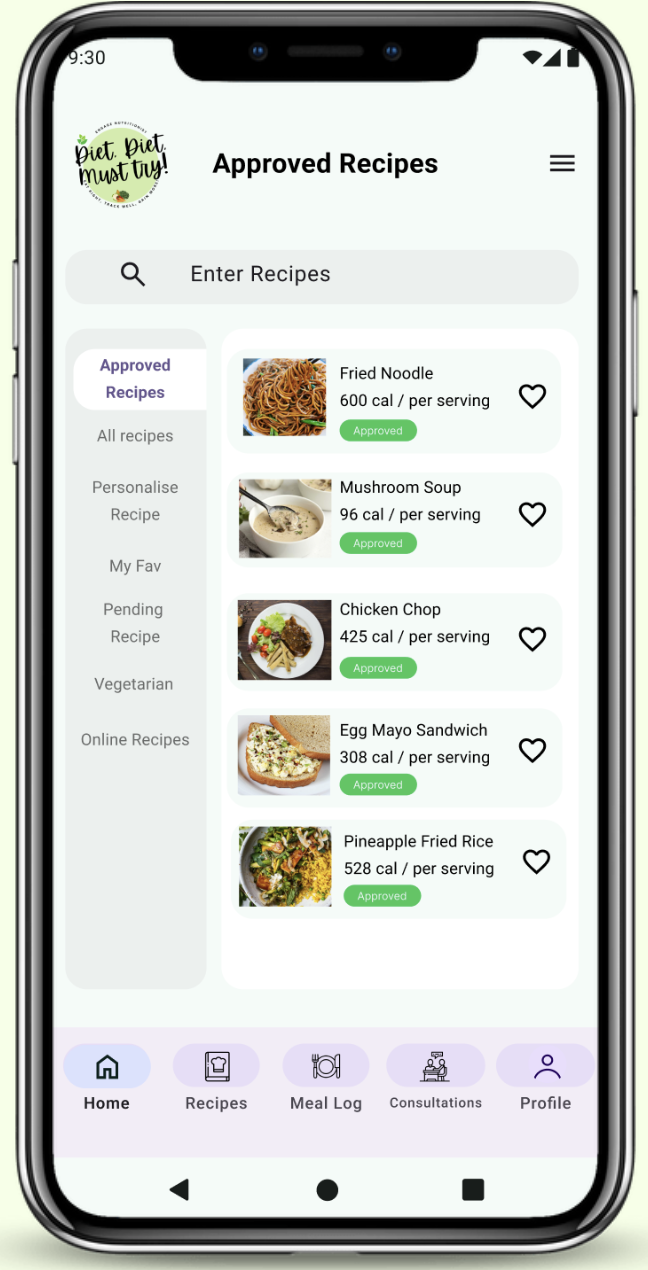 9:30
Diet, Diet,
Must try!
Approved Recipes
Enter Recipes
Approved
Recipes
All recipes
Personalise
Recipe
My Fav
Pending
Recipe
Vegetarian
Online Recipes
Fried Noodle
600 cal / per serving
Approved
Mushroom Soup
96 cal / per serving
Approved
Chicken Chop
425 cal / per serving
Approved
Egg Mayo Sandwich
308 cal / per serving
Approved
Pineapple Fried Rice
528 cal / per serving
Approved
Home
Recipes
Meal Log
Consultations
Profile